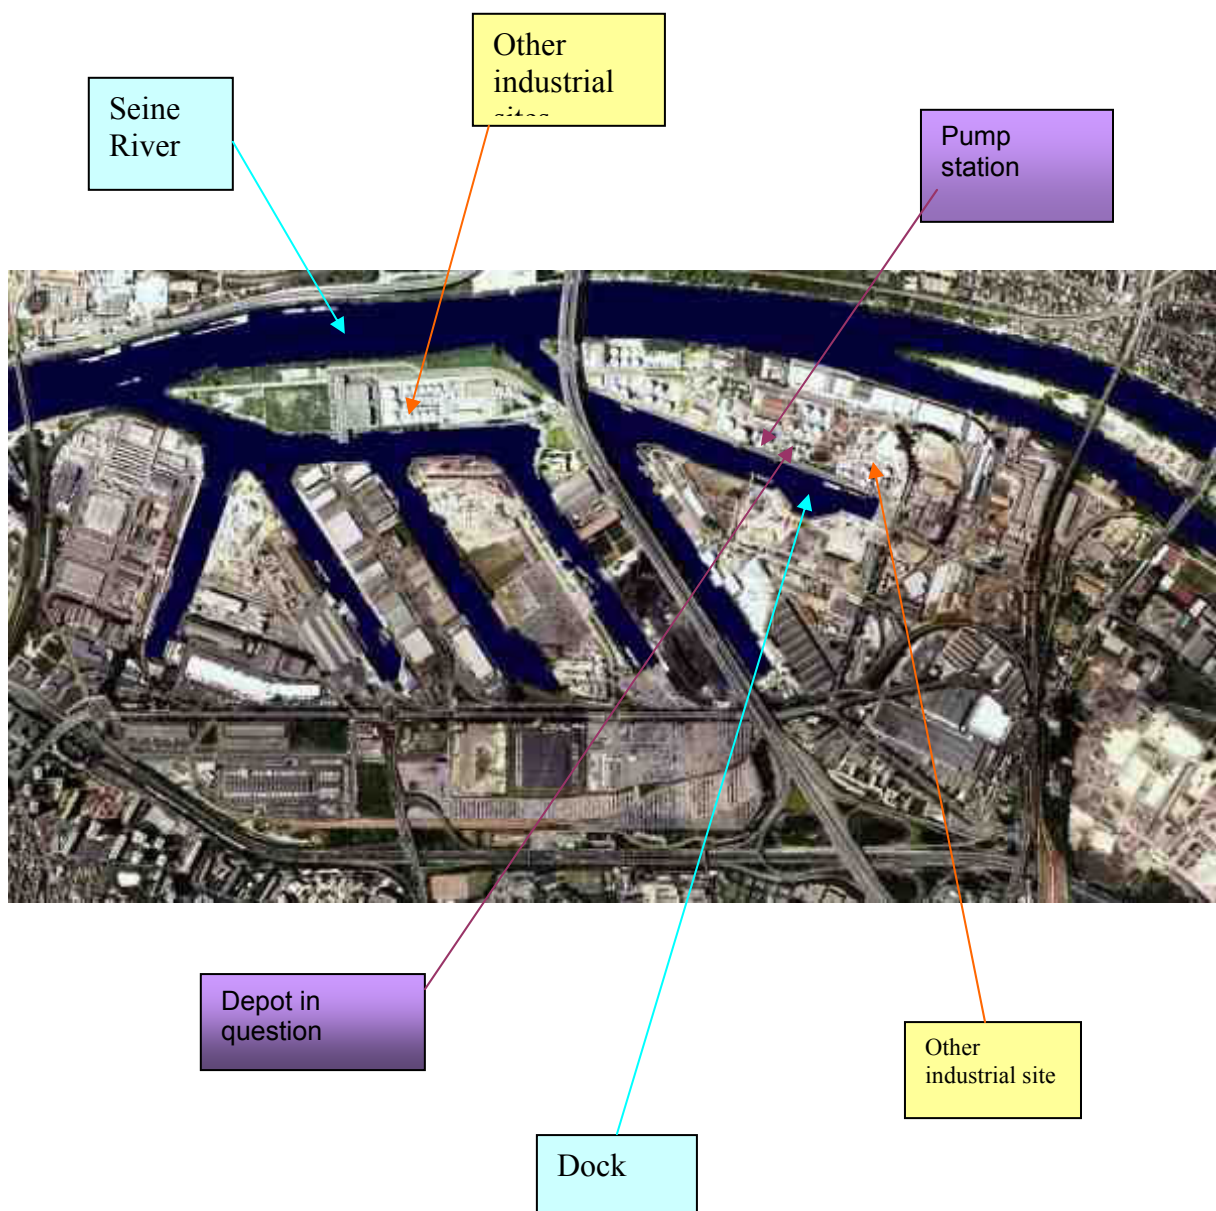 Other
industrial
Seine
River
Pump
station
Depot in
question
Other
industrial site
Dock